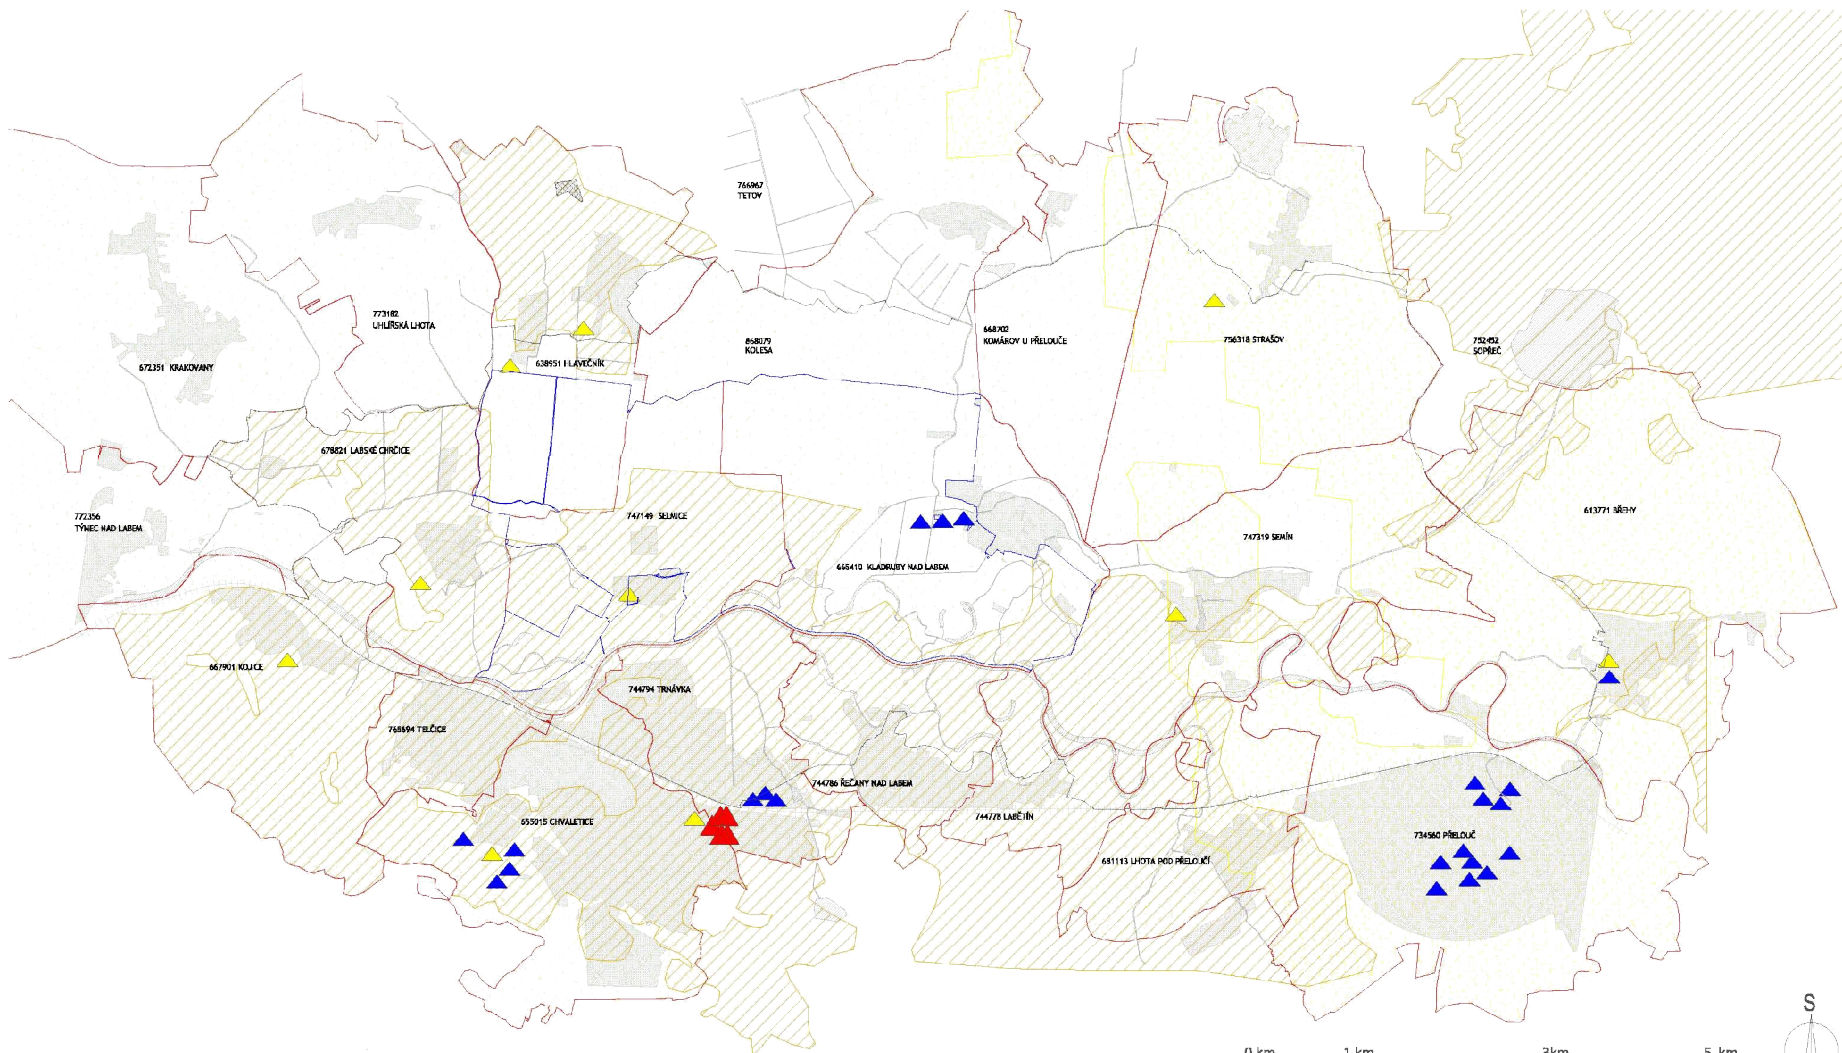 766967
TETOV
773182
UHLÍŘSKÁ LHOTA
868079
KOLESA
668702
KOMÁROV U PŘELOUČE
756318 STRAŠOV
752452
SOPŘEČ
672351 KRAKOVANY
638951 HLAVEČNÍK
678821 LABSKÉ CHRČICE
772356
TÝNEC NAD LABEM
747149 SELMICE
613771 BŘEHY
747319 SEMÍN
665410 KLADRUBY NAD LABEM
667901 KOJICE
744794 TRNÁVKA
765694 TELČICE
744786 ŘEČANY NAD LABEM
655015 CHVALETICE
744778 LABĚTÍN
734560 PŘELOUČ
681113 LHOTA POD PŘELOUČÍ
S
0 km 1 km 3km 5 km